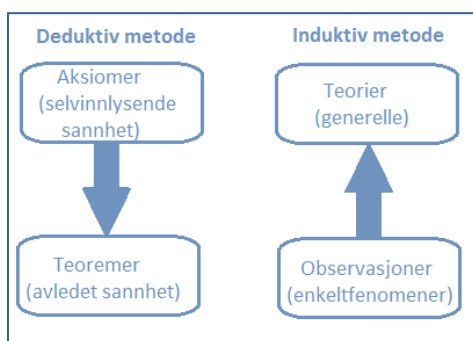 Deduktiv metode
Aksiomer
(selvinnlysende
sannhet)
Teoremer
(avledet sannhet)
Induktiv metode
Teorier
(generelle)
Observasjoner
(enkeltfenomener)